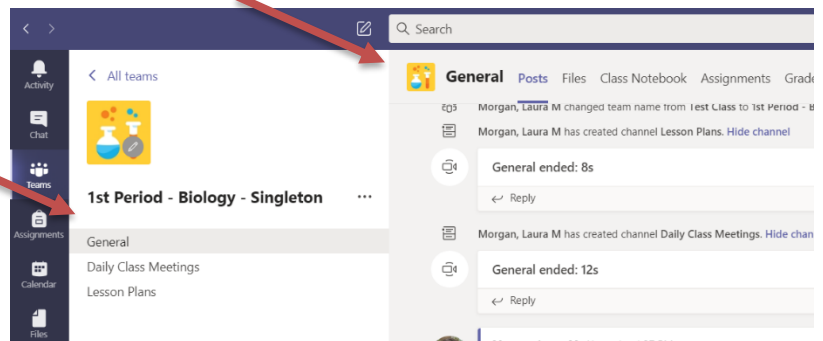 Search
Activity
Chat
Teams
Assignments
Calendar
Files
All teams
1st Period - Biology - Singleton
...
General
Daily Class Meetings
Lesson Plans
General Posts Files Class Notebook Assignments Grade
Morgan, Laura M changed team name from Test Class to 1st Period - B
Morgan, Laura M has created channel Lesson Plans. Hide channel
General ended: 8s
Reply
Morgan, Laura M has created channel Daily Class Meetings. Hide chan
General ended: 12s
Reply